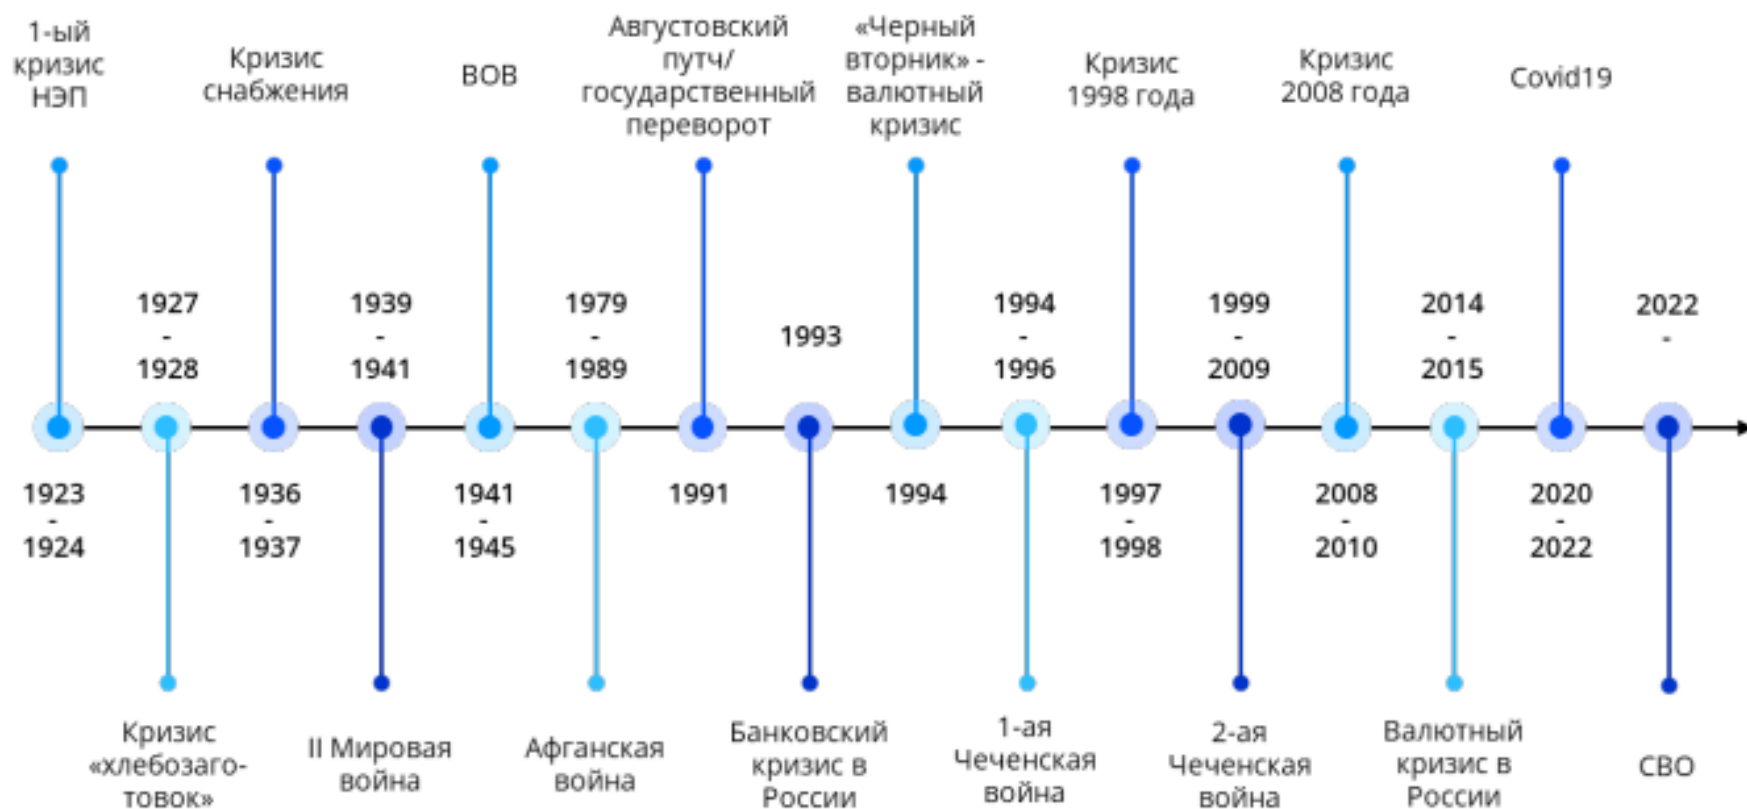 1-ый
кризис
НЭП
Кризис
снабжения
ВОВ
Августовский
путч/
государственный
переворот
«Черный
вторник» -
валютный
кризис
Кризис
1998 года
Кризис
2008 года
Covid19
1927
-
1928
1939
-
1941
1979
-
1989
1993
1994
-
1996
1999
-
2009
2014
-
2015
2022
-
1923
-
1924
1936
-
1937
1941
-
1945
1991
1994
1997
-
1998
2008
-
2010
2020
-
2022
Кризис
«хлебозаго-
товок»
II Мировая
война
Афганская
война
Банковский
кризис в
России
1-ая
Чеченская
война
2-ая
Чеченская
война
Валютный
кризис в
России
СВО